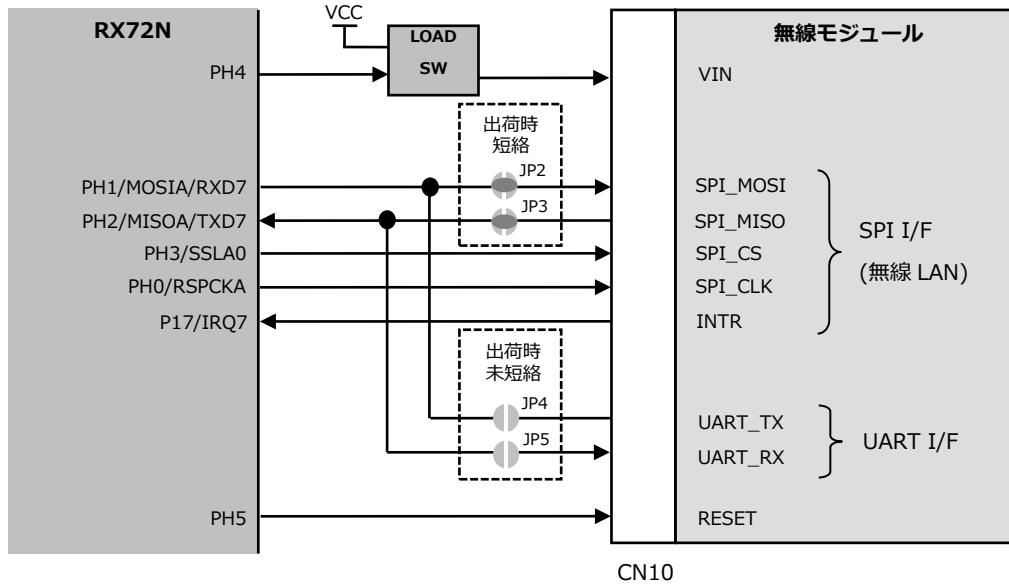 RX72N
VCC
LOAD
SW
無線モジュール
PH4
VIN
出荷時
短絡
JP2
PH1/MOSIA/RXD7
SPI_MOSI
JP3
PH2/MISOA/TXD7
SPI_MISO
PH3/SSLA0
SPI_CS
PH0/RSPCKA
SPI_CLK
P17/IRQ7
INTR
SPI I/F
(無線 LAN)
出荷時
未短絡
JP4
UART_TX
JP5
UART_RX
UART I/F
PH5
RESET
CN10